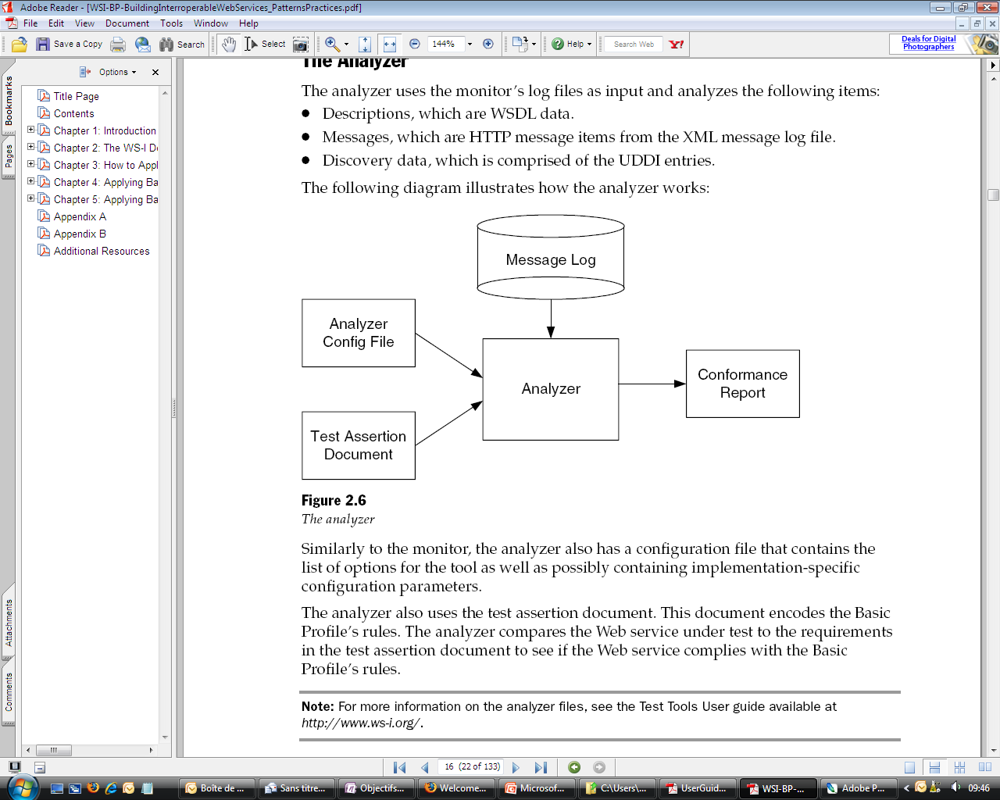 Adobe Reader - [WSI-BP-BuildingInteroperableWebServices_PatternsPractices.pdf]
File Edit View Document Tools Window Help
Save a Copy Search Select 144% Help Search Web Y!
Deals for Digital
Photographers
Options
Bookmarks
Pages
Attachments
Comments
Title Page
Contents
Chapter 1: Introduction
Chapter 2: The WS-I D
Chapter 3: How to Appl
Chapter 4: Applying Ba
Chapter 5: Applying Ba
Appendix A
Appendix B
Additional Resources
The Analyzer
The analyzer uses the monitor's log files as input and analyzes the following items:
● Descriptions, which are WSDL data.
● Messages, which are HTTP message items from the XML message log file.
● Discovery data, which is comprised of the UDDI entries.
The following diagram illustrates how the analyzer works:
Message Log
Analyzer
Config File
Analyzer
Conformance
Report
Test Assertion
Document
Figure 2.6
The analyzer
Similarly to the monitor, the analyzer also has a configuration file that contains the
list of options for the tool as well as possibly containing implementation-specific
configuration parameters.
The analyzer also uses the test assertion document. This document encodes the Basic
Profile's rules. The analyzer compares the Web service under test to the requirements
in the test assertion document to see if the Web service complies with the Basic
Profile's rules.
Note: For more information on the analyzer files, see the Test Tools User guide available at
http://www.ws-i.org/.
16 (22 of 133)
Boîte de ... Sans titre... Objectifs... Welcome... Microsof... C:\Users\... UserGuid... WSI-BP-... Adobe P... 09:46